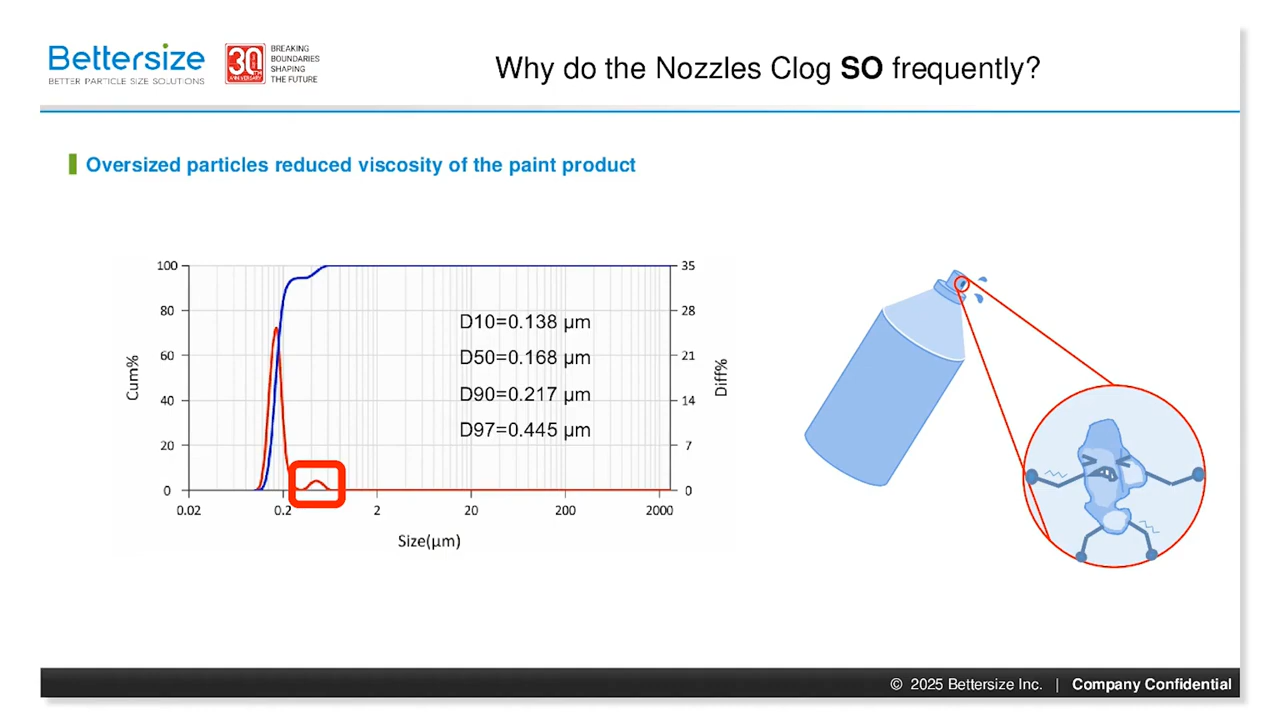 Bettersize
BETTER PARTICLE SIZE SOLUTIONS
30TH
ANNIVERSARY
BREAKING
BOUNDARIES
SHAPING
THE FUTURE
Why do the Nozzles Clog SO frequently?
Oversized particles reduced viscosity of the paint product
100
80
60
40
20
0
Cum%
D10=0.138 µm
D50=0.168 µm
D90=0.217 µm
D97=0.445 µm
35
28
21
14
7
0
Diff%
0.02
0.2
2
20
200
2000
Size(µm)
© 2025 Bettersize Inc. | Company Confidential